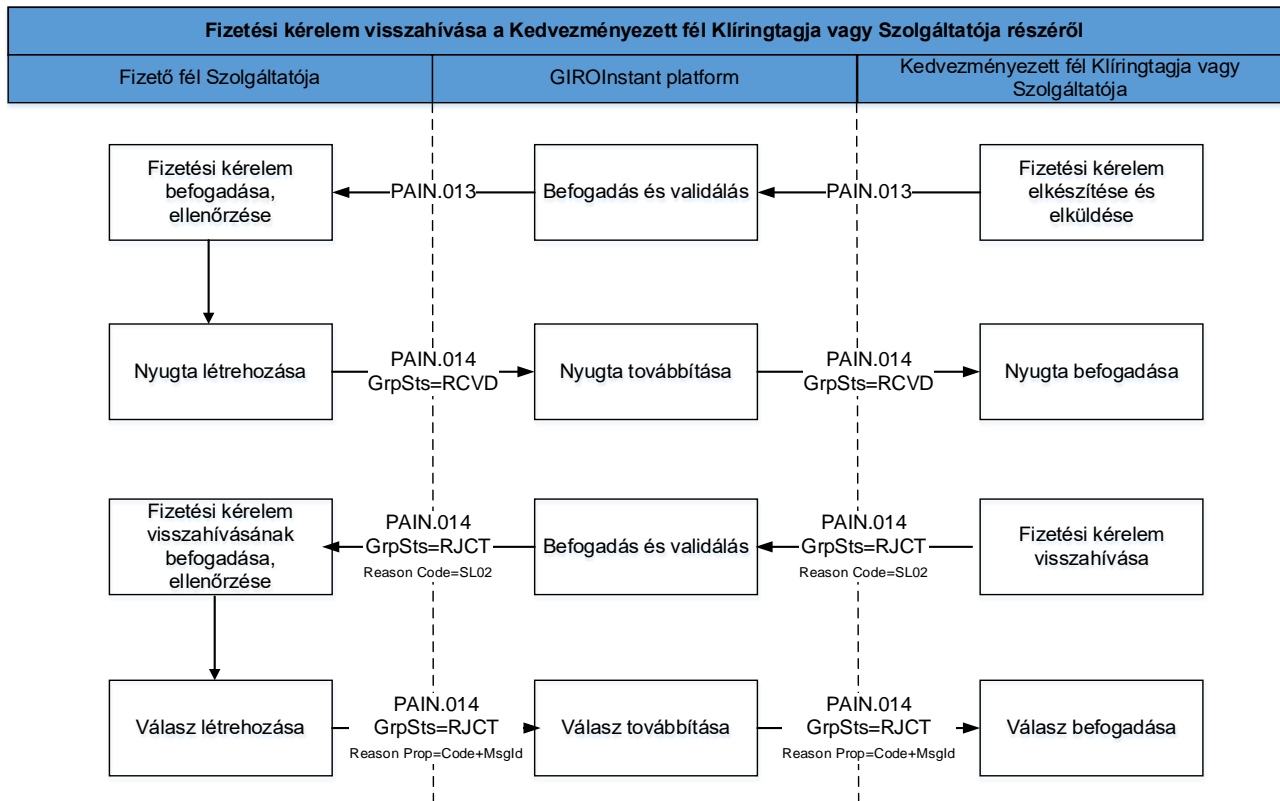 Fizetési kérelem visszahívása a Kedvezményezett fél Klíringtagja vagy Szolgáltatója részéről
Fizető fél Szolgáltatója
GIROInstant platform
Kedvezményezett fél Klíringtagja vagy
Szolgáltatója
Fizetési kérelem
befogadása,
ellenőrzése
PAIN.013
Befogadás és validálás
PAIN.013
Fizetési kérelem
elkészítése és
elküldése
Nyugta létrehozása
PAIN.014
GrpSts=RCVD
Nyugta továbbítása
PAIN.014
GrpSts=RCVD
Nyugta befogadása
Fizetési kérelem
visszahívásának
befogadása,
ellenőrzése
PAIN.014
GrpSts=RJCT
Reason Code=SL02
Befogadás és validálás
PAIN.014
GrpSts=RJCT
Reason Code=SL02
Fizetési kérelem
visszahívása
Válasz létrehozása
PAIN.014
GrpSts=RJCT
Reason Prop=Code+MsgId
Válasz továbbítása
PAIN.014
GrpSts=RJCT
Reason Prop=Code+MsgId
Válasz befogadása